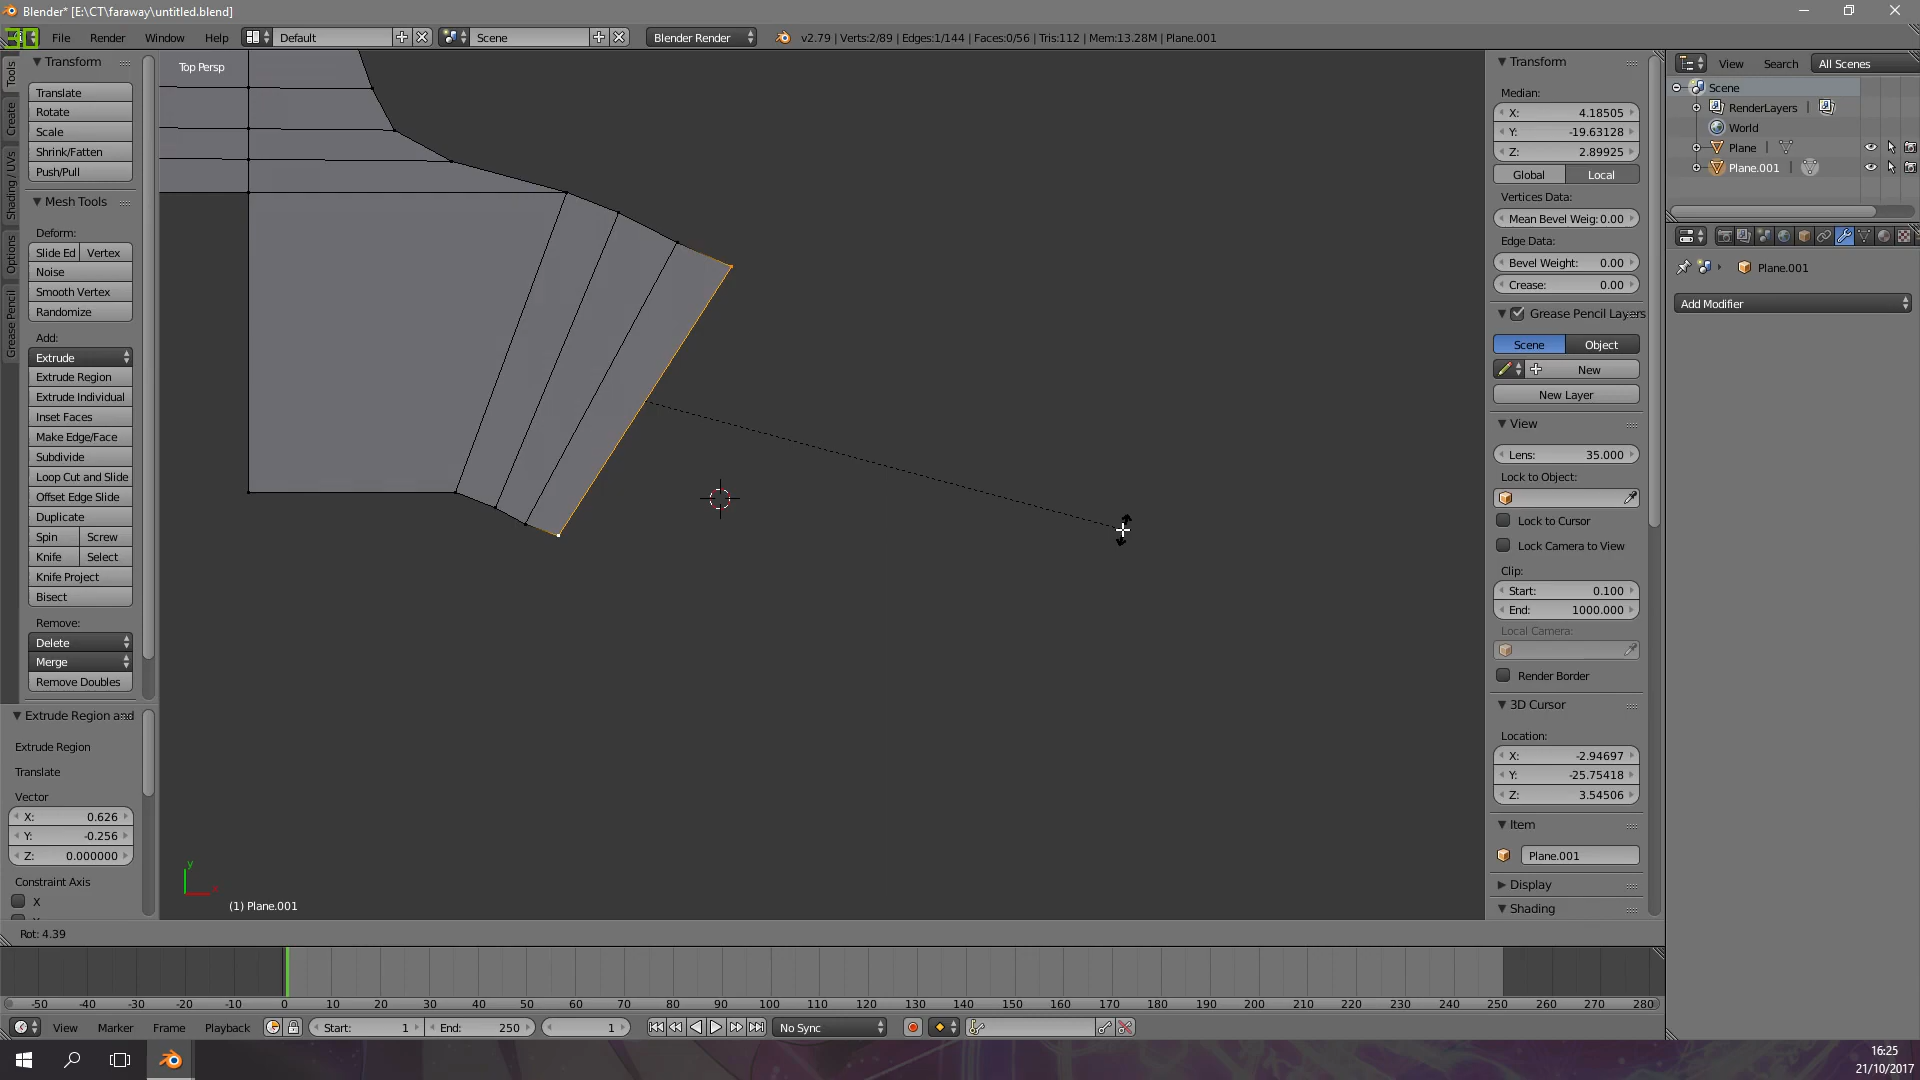 Blender* [E:\CT\faraway\untitled.blend]
File Render Window Help Default Scene Blender Render v2.79 | Verts:2/89 | Edges:1/144 | Faces:0/56 | Tris:112 | Mem:13.28M | Plane.001
Tools
Create
Shading / UVs
Options
Grease Pencil
Transform
Translate
Rotate
Scale
Shrink/Fatten
Push/Pull
Mesh Tools
Deform:
Slide Ed Vertex
Noise
Smooth Vertex
Randomize
Add:
Extrude
Extrude Region
Extrude Individual
Inset Faces
Make Edge/Face
Subdivide
Loop Cut and Slide
Offset Edge Slide
Duplicate
Spin Screw
Knife Select
Knife Project
Bisect
Remove:
Delete
Merge
Remove Doubles
Extrude Region and
Extrude Region
Translate
Vector
X: 0.626
Y: -0.256
Z: 0.000000
Constraint Axis
X
Top Persp
y
x
(1) Plane.001
Rot: 4.39
Transform
Median:
X: 4.18505
Y: -19.63128
Z: 2.89925
Global Local
Vertices Data:
Mean Bevel Weig: 0.00
Edge Data:
Bevel Weight: 0.00
Crease: 0.00
Grease Pencil Layers
Scene Object
New
New Layer
View
Lens: 35.000
Lock to Object:
Lock to Cursor
Lock Camera to View
Clip:
Start: 0.100
End: 1000.000
Local Camera:
Render Border
3D Cursor
Location:
X: -2.94697
Y: -25.75418
Z: 3.54506
Item
Plane.001
Display
Shading
View Search All Scenes
Scene
RenderLayers |
World
Plane |
Plane.001 |
Plane.001
Add Modifier
-50 -40 -30 -20 -10 0 10 20 30 40 50 60 70 80 90 100 110 120 130 140 150 160 170 180 190 200 210 220 230 240 250 260 270 280
View Marker Frame Playback Start: 1 End: 250 1 No Sync
16:25
21/10/2017